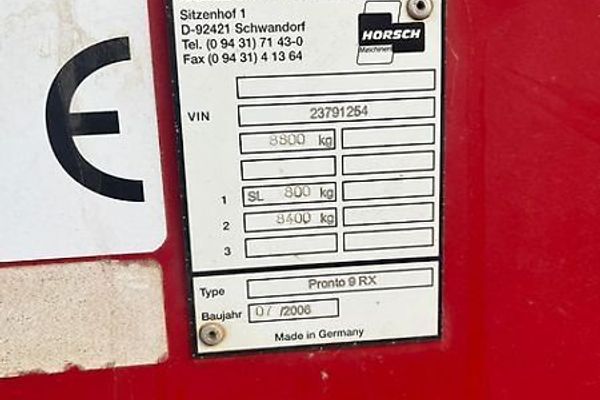 Sitzenhof 1
D-92421 Schwandorf
Tel. (0 94 31) 71 43-0
Fax (0 94 31) 4 13 64
HORSCH
Maschinen
CE
VIN 23791254
8800 kg
1 SL 800 kg
2 8400 kg
3
Type Pronto 9 RX
Baujahr 07 /2006
Made in Germany